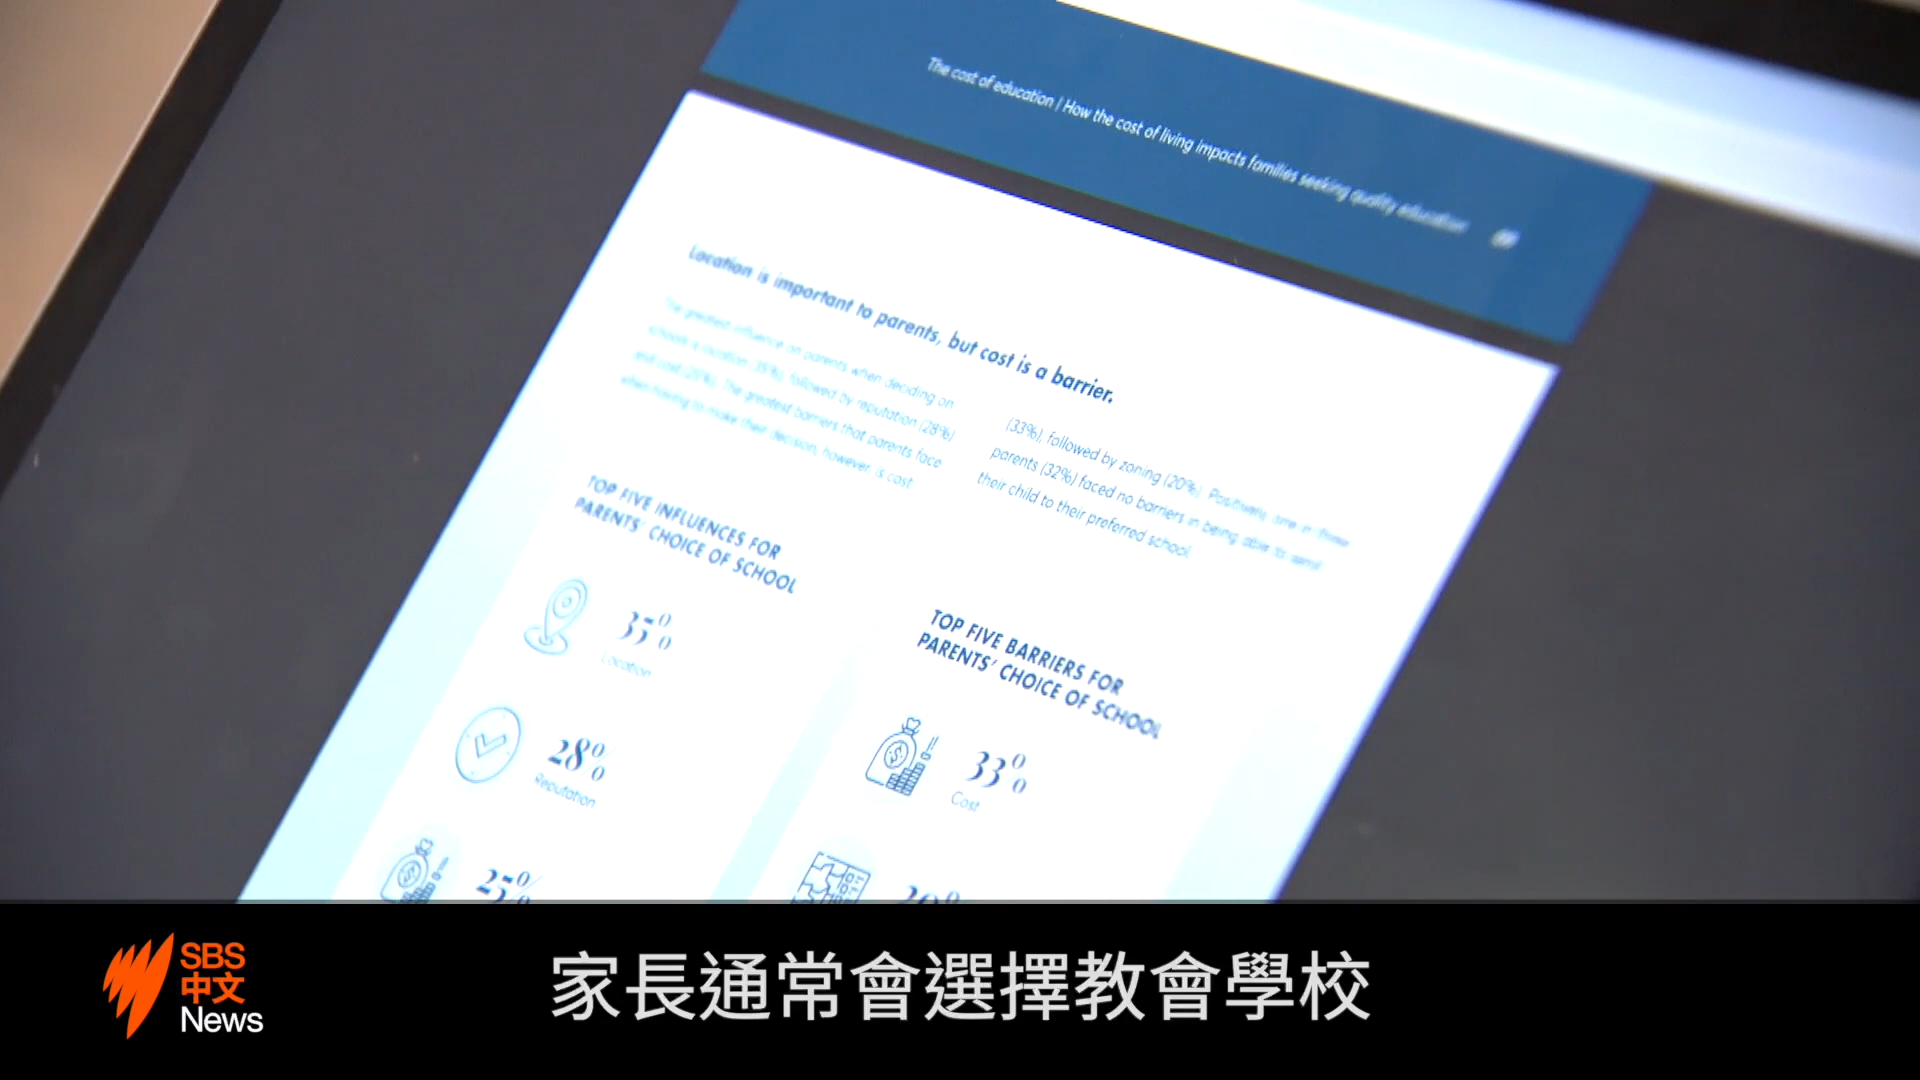 The cost of education | How the cost of living impacts families seeking quality education
Location is important to parents, but cost is a barrier.
The greatest influence on parents when deciding on
schools is location (35%), followed by reputation (28%)
and cost (25%). The greatest barriers that parents face
when having to make their decision, however, is cost
(33%), followed by zoning (20%). Positively, one in three
parents (32%) faced no barriers in being able to send
their child to their preferred school.
TOP FIVE INFLUENCES FOR
PARENTS' CHOICE OF SCHOOL
35%
Location
28%
Reputation
25%
TOP FIVE BARRIERS FOR
PARENTS' CHOICE OF SCHOOL
33%
Cost
20%
SBS
中文
News
家長通常會選擇教會學校